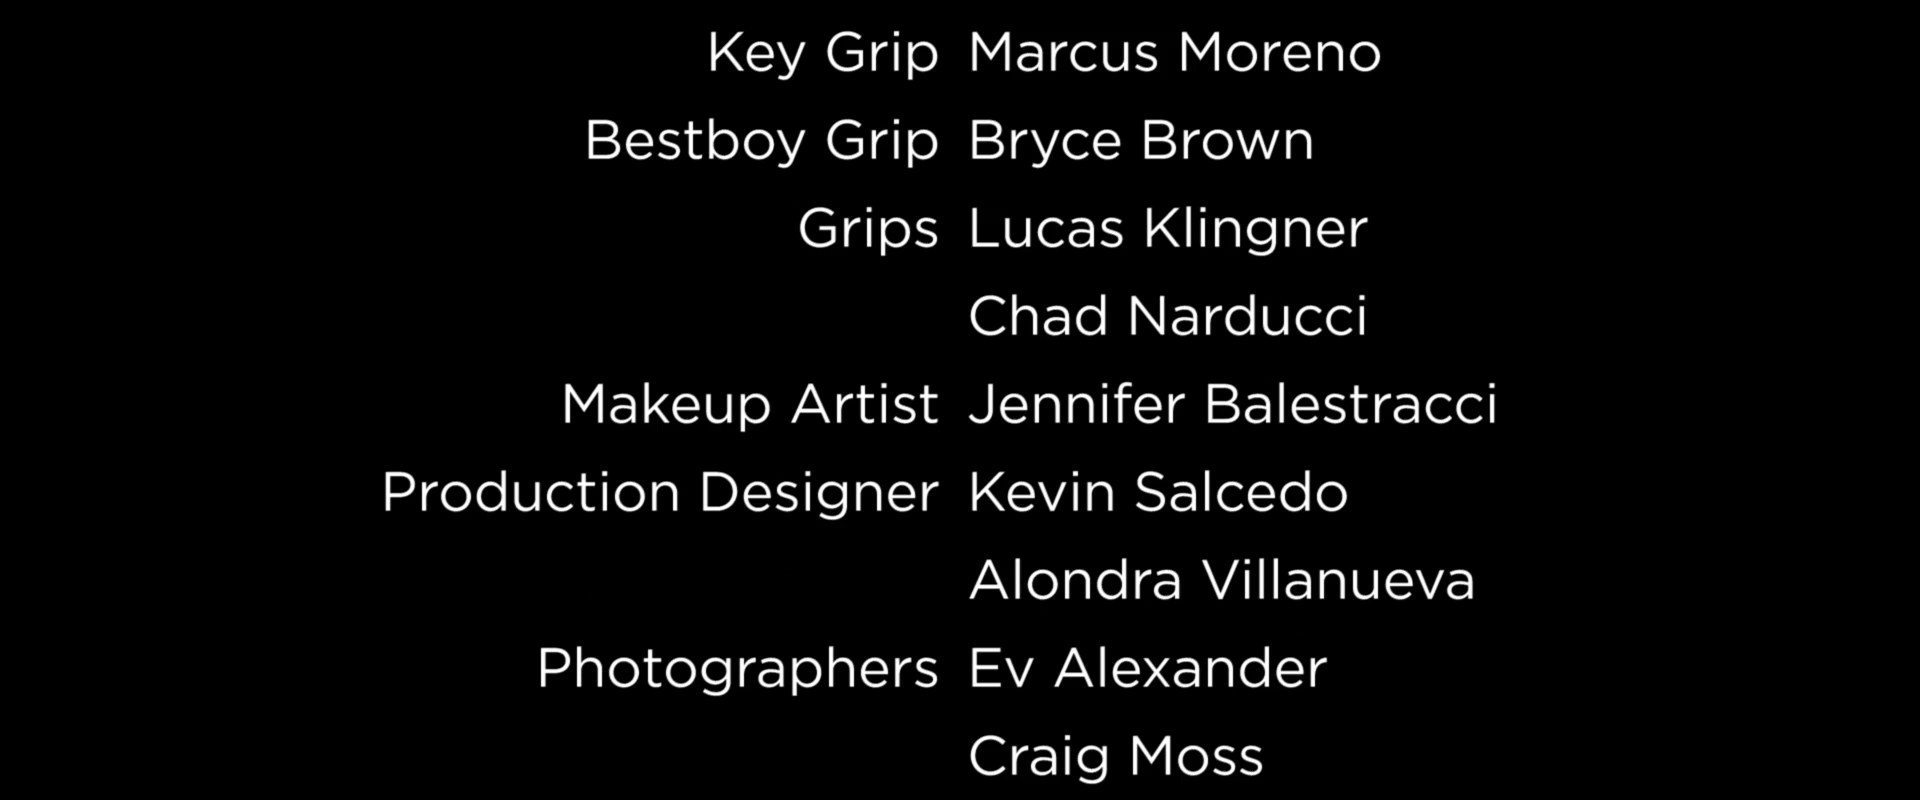 Key Grip Marcus Moreno
Bestboy Grip Bryce Brown
Grips Lucas Klingner
Chad Narducci
Makeup Artist Jennifer Balestracci
Production Designer Kevin Salcedo
Alondra Villanueva
Photographers Ev Alexander
Craig Moss